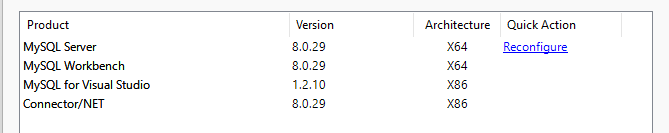 Product Version Architecture Quick Action
MySQL Server 8.0.29 X64 Reconfigure
MySQL Workbench 8.0.29 X64
MySQL for Visual Studio 1.2.10 X86
Connector/NET 8.0.29 X86